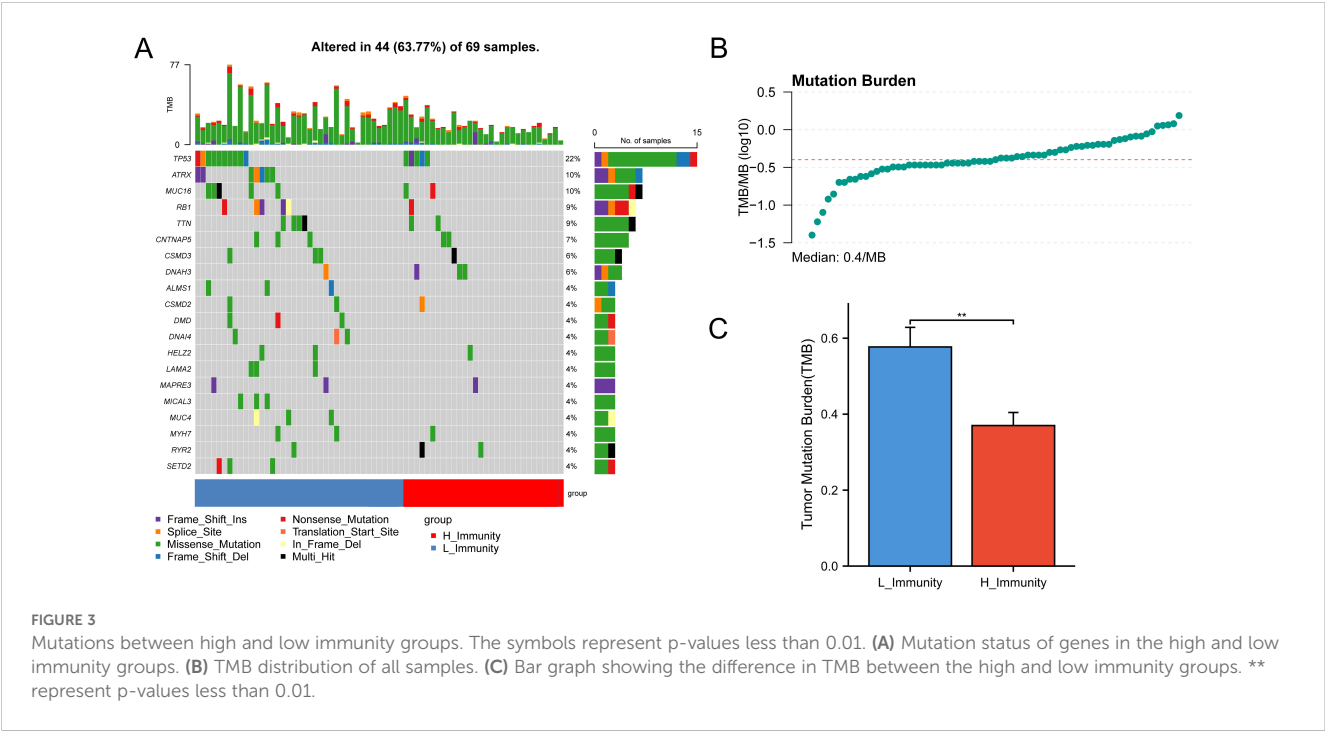 A
Altered in 44 (63.77%) of 69 samples.
77
TMB
0
0
15
No. of samples
TP53 22%
ATRX 10%
MUC16 10%
RB1 9%
TTN 9%
CNTNAP5 7%
CSMD3 6%
DNAH3 6%
ALMS1 4%
CSMD2 4%
DMD 4%
DNAI4 4%
HELZ2 4%
LAMA2 4%
MAPRE3 4%
MICAL3 4%
MUC4 4%
MYH7 4%
RYR2 4%
SETD2 4%
group
Frame_Shift_Ins
Splice_Site
Missense_Mutation
Frame_Shift_Del
Nonsense_Mutation
Translation_Start_Site
In_Frame_Del
Multi_Hit
group
H_Immunity
L_Immunity
B
Mutation Burden
TMB/MB (log10)
0.5
0.0
−0.5
−1.0
−1.5
Median: 0.4/MB
C
Tumor Mutation Burden(TMB)
0.6
0.4
0.2
0.0
**
L_Immunity
H_Immunity
FIGURE 3
Mutations between high and low immunity groups. The symbols represent p-values less than 0.01. (A) Mutation status of genes in the high and low
immunity groups. (B) TMB distribution of all samples. (C) Bar graph showing the difference in TMB between the high and low immunity groups. **
represent p-values less than 0.01.